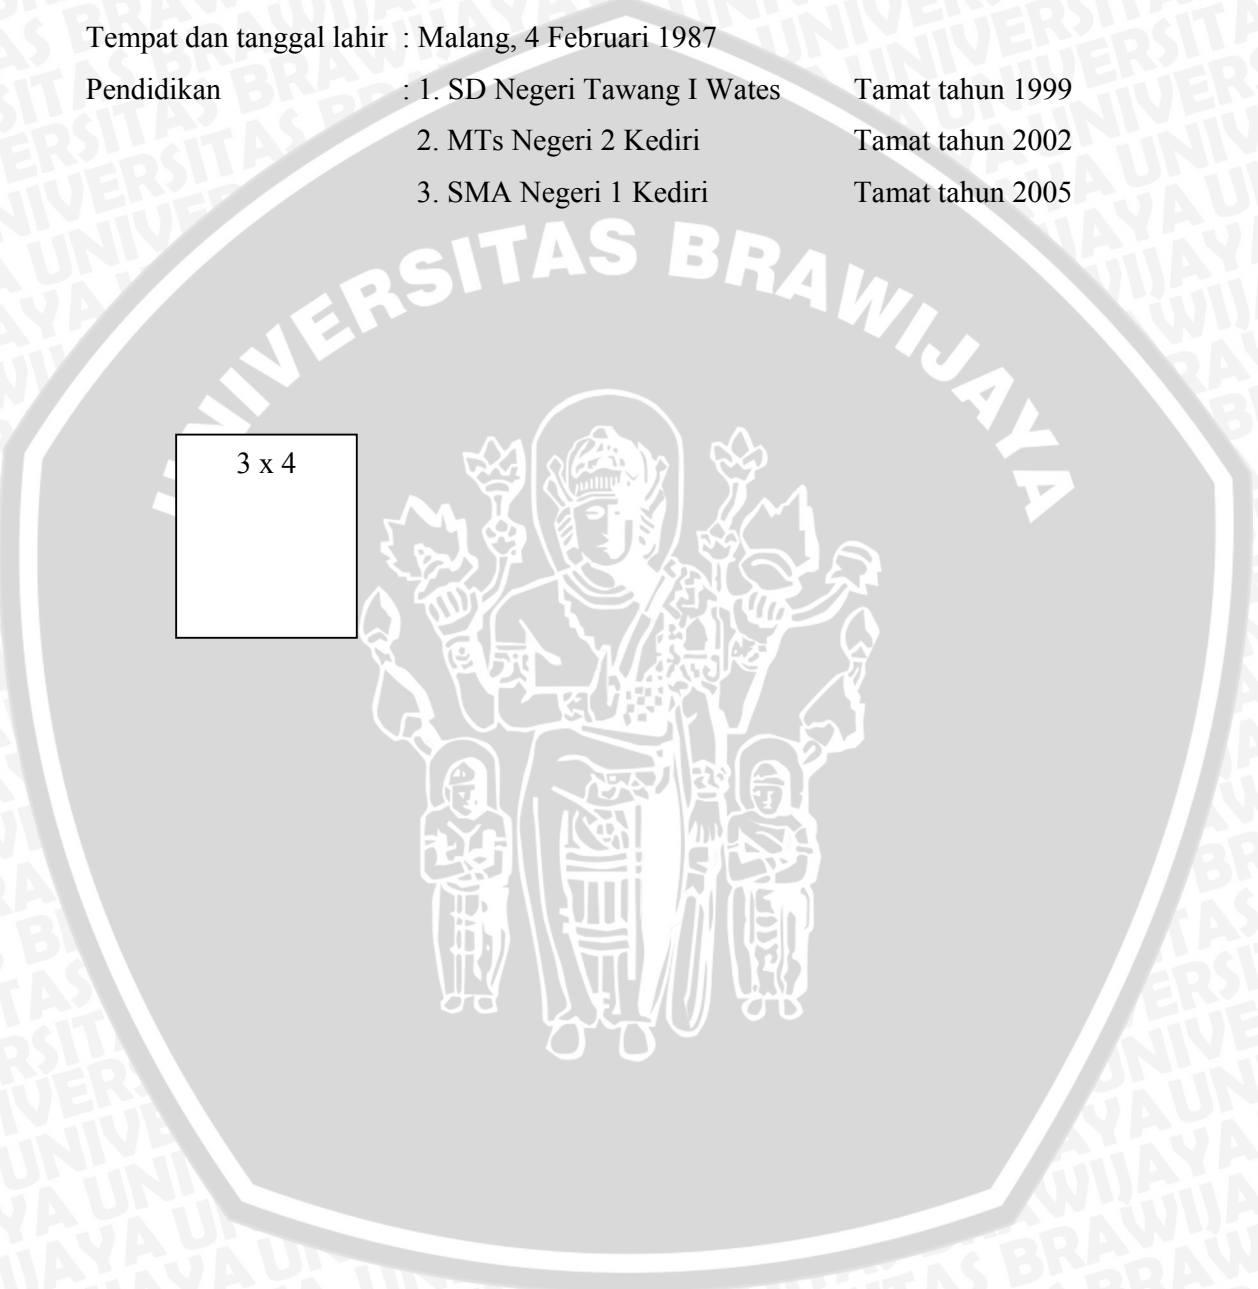 Tempat dan tanggal lahir : Malang, 4 Februari 1987
Pendidikan : 1. SD Negeri Tawang I Wates Tamat tahun 1999
2. MTs Negeri 2 Kediri Tamat tahun 2002
3. SMA Negeri 1 Kediri Tamat tahun 2005
UNIVERSITAS BRAWIJAYA
3 x 4